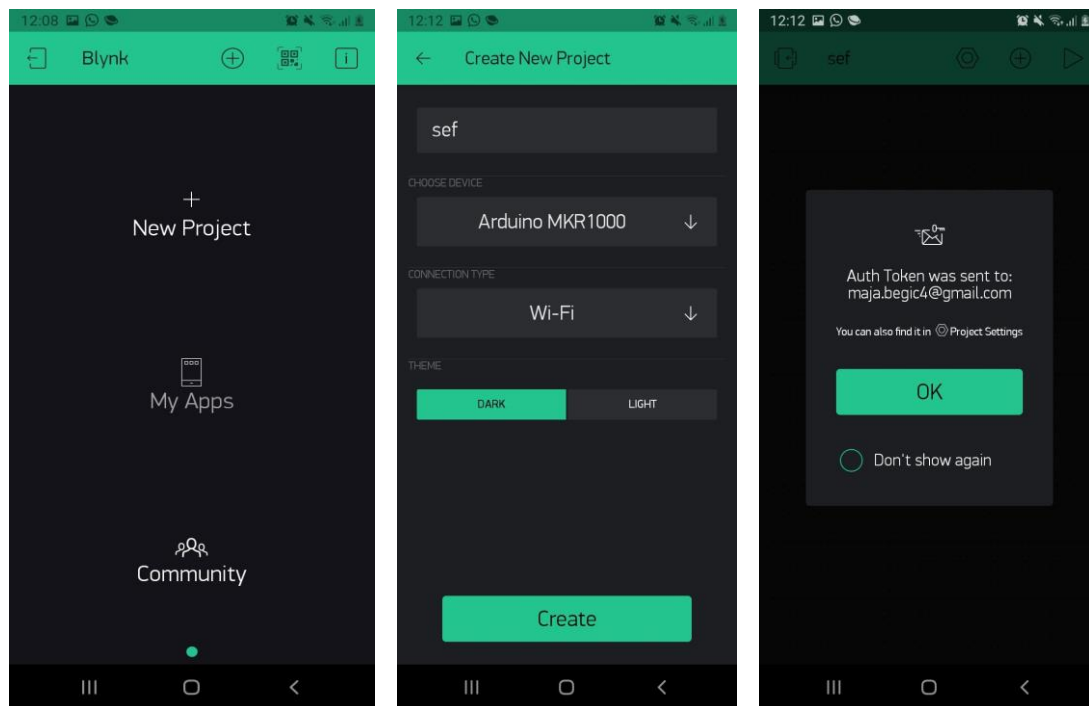 12:08
Blynk
New Project
My Apps
Community
12:12
Create New Project
sef
CHOOSE DEVICE
Arduino MKR1000
CONNECTION TYPE
Wi-Fi
THEME
DARK LIGHT
Create
12:12
sef
Auth Token was sent to:
maja.begic4@gmail.com
You can also find it in Project Settings
OK
Don't show again